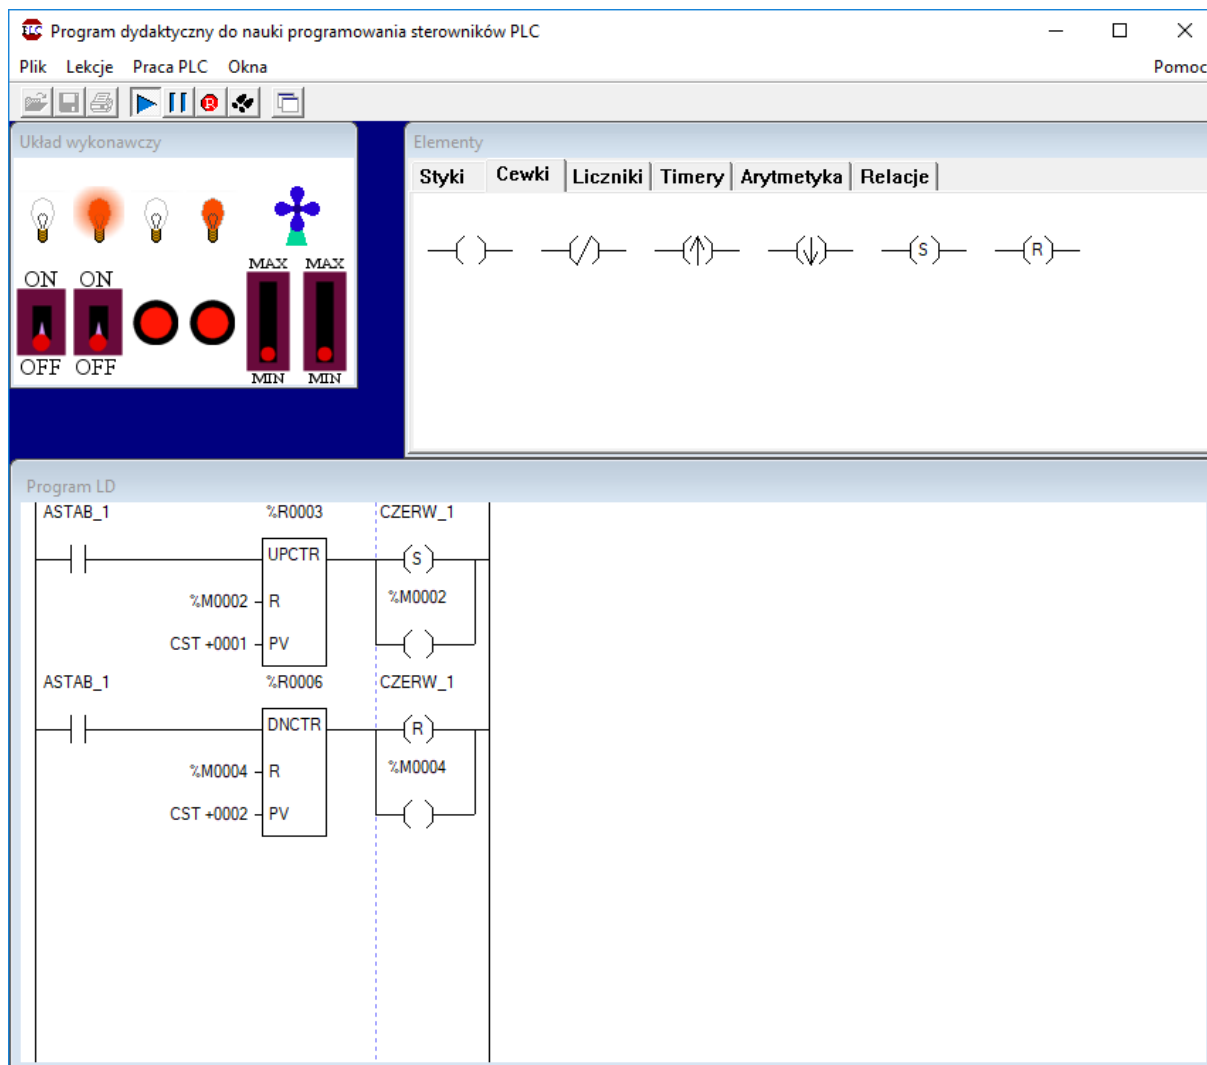 Program dydaktyczny do nauki programowania sterowników PLC
Plik Lekcje Praca PLC Okna Pomoc
Układ wykonawczy
ON ON MAX MAX
OFF OFF MIN MIN
Elementy
Styki Cewki Liczniki Timery Arytmetyka Relacje
S R
Program LD
ASTAB_1 %R0003 CZERW_1
UPCTR S
%M0002 R %M0002
CST +0001 PV
ASTAB_1 %R0006 CZERW_1
DNCTR R
%M0004 R %M0004
CST +0002 PV